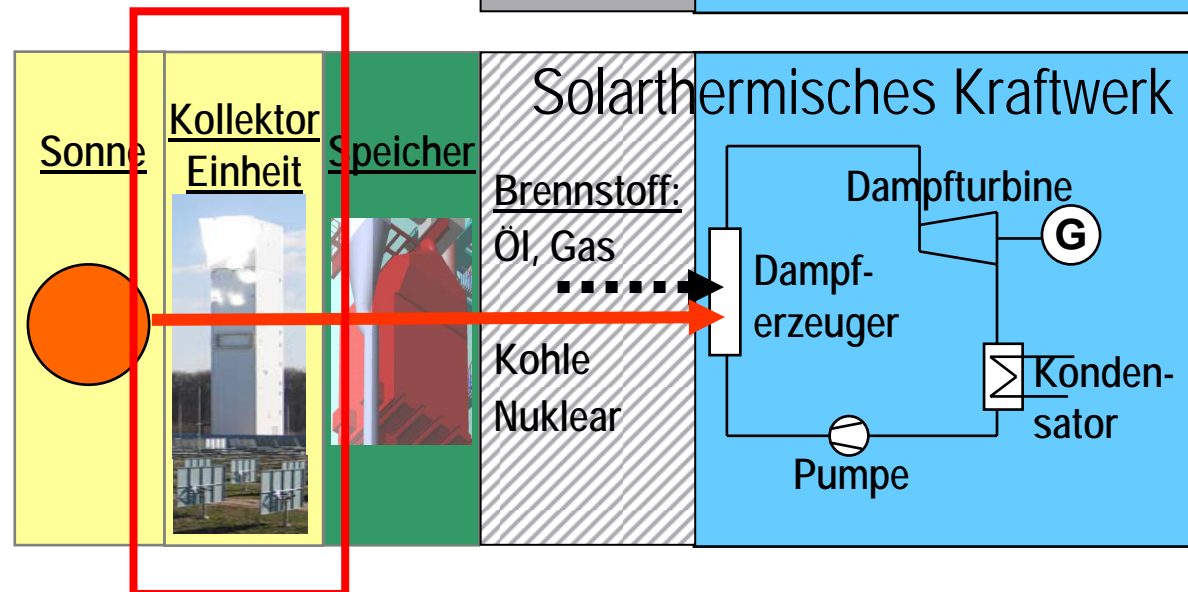 Solarthermisches Kraftwerk
Sonne
Kollektor
Einheit
Speicher
Brennstoff:
Öl, Gas
Kohle
Nuklear
Dampfturbine
G
Dampf-
erzeuger
Konden-
sator
Pumpe